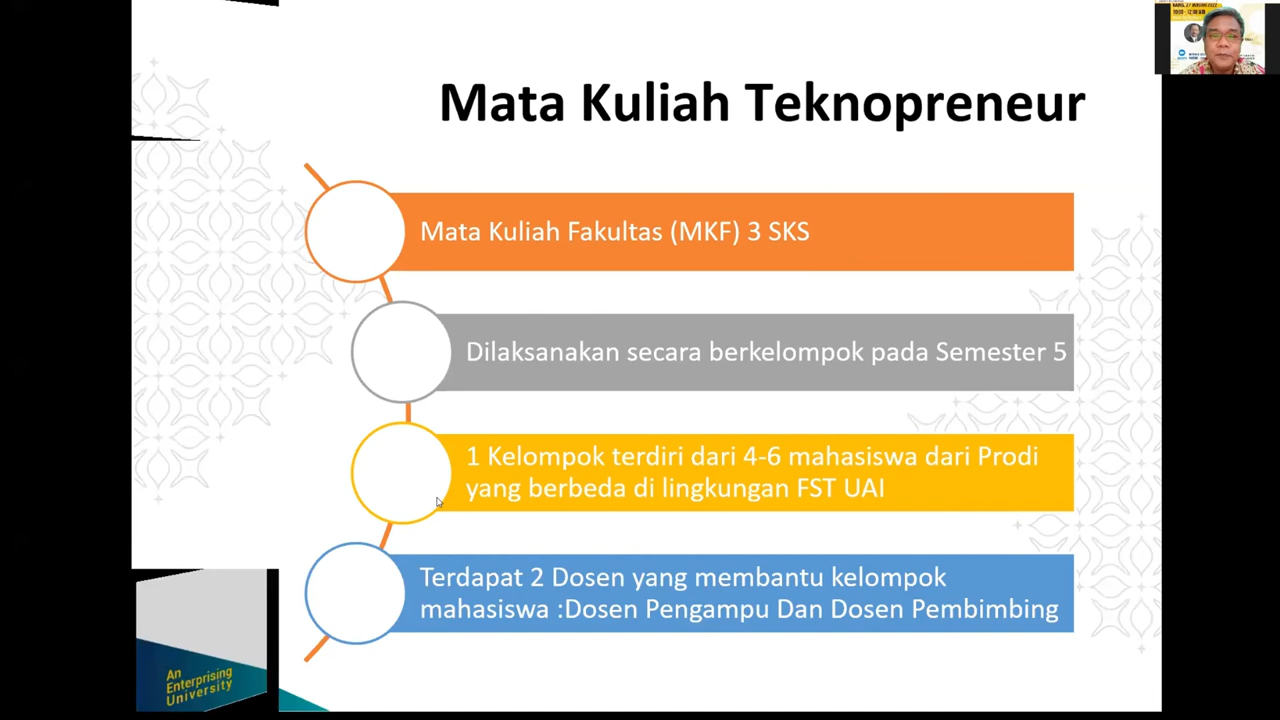 Mata Kuliah Teknopreneur
Mata Kuliah Fakultas (MKF) 3 SKS
Dilaksanakan secara berkelompok pada Semester 5
1 Kelompok terdiri dari 4-6 mahasiswa dari Prodi
yang berbeda di lingkungan FST UAI
Terdapat 2 Dosen yang membantu kelompok
mahasiswa :Dosen Pengampu Dan Dosen Pembimbing
An
Enterprising
University